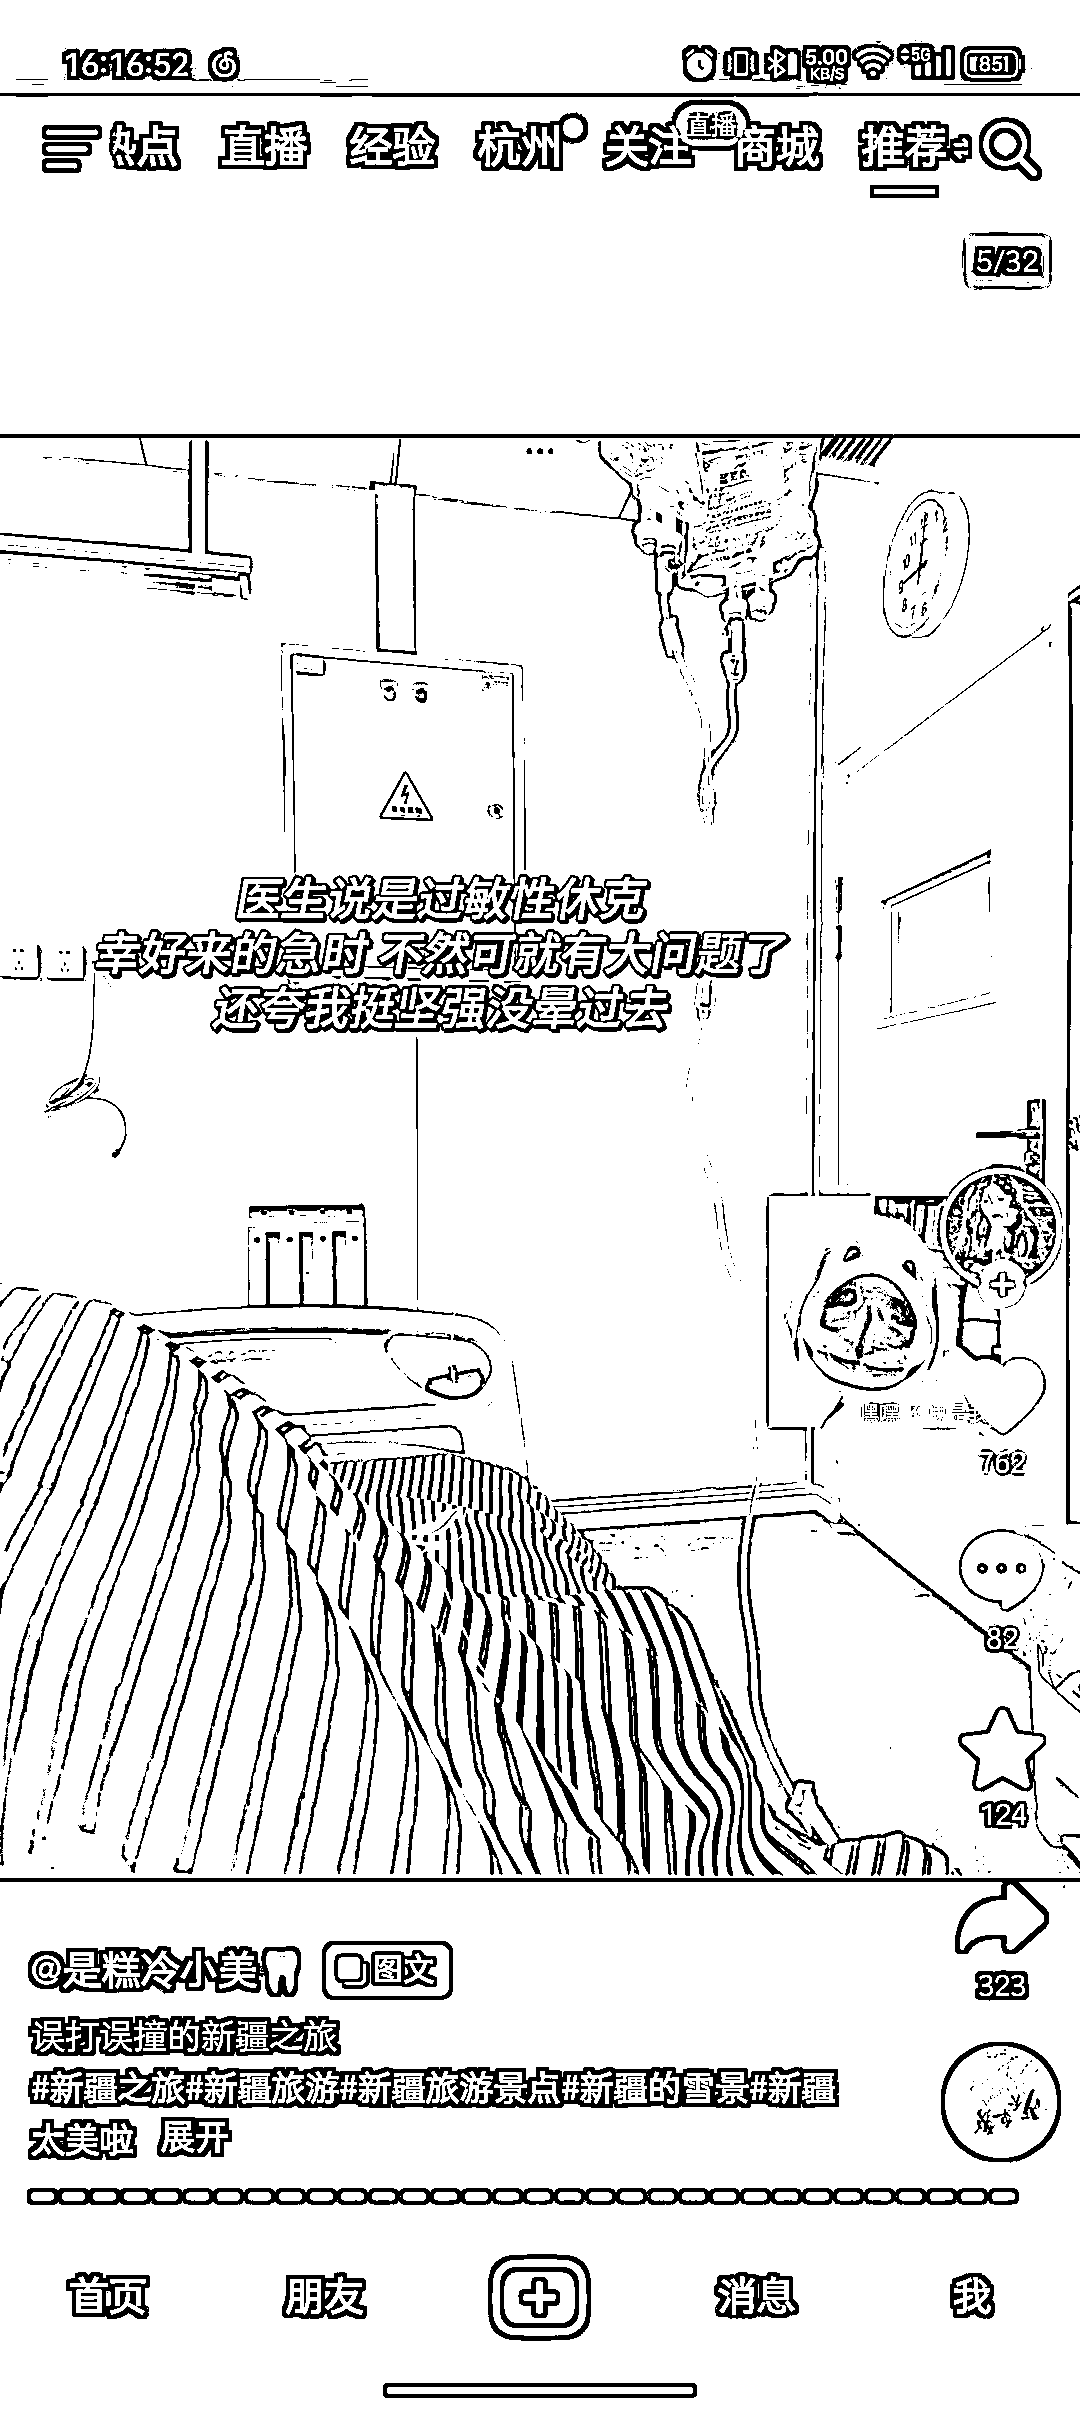 16:16:52
5.00 KB/S 5G 851
热点 直播 经验 杭州 关注 直播 商城 推荐
5/32
医生说是过敏性休克
幸好来的急时 不然可就有大问题了
还夸我挺坚强没晕过去
762
82
124
323
@是糕冷小美🦷 图文
误打误撞的新疆之旅
#新疆之旅#新疆旅游#新疆旅游景点#新疆的雪景#新疆
太美啦 展开
首页 朋友 消息 我